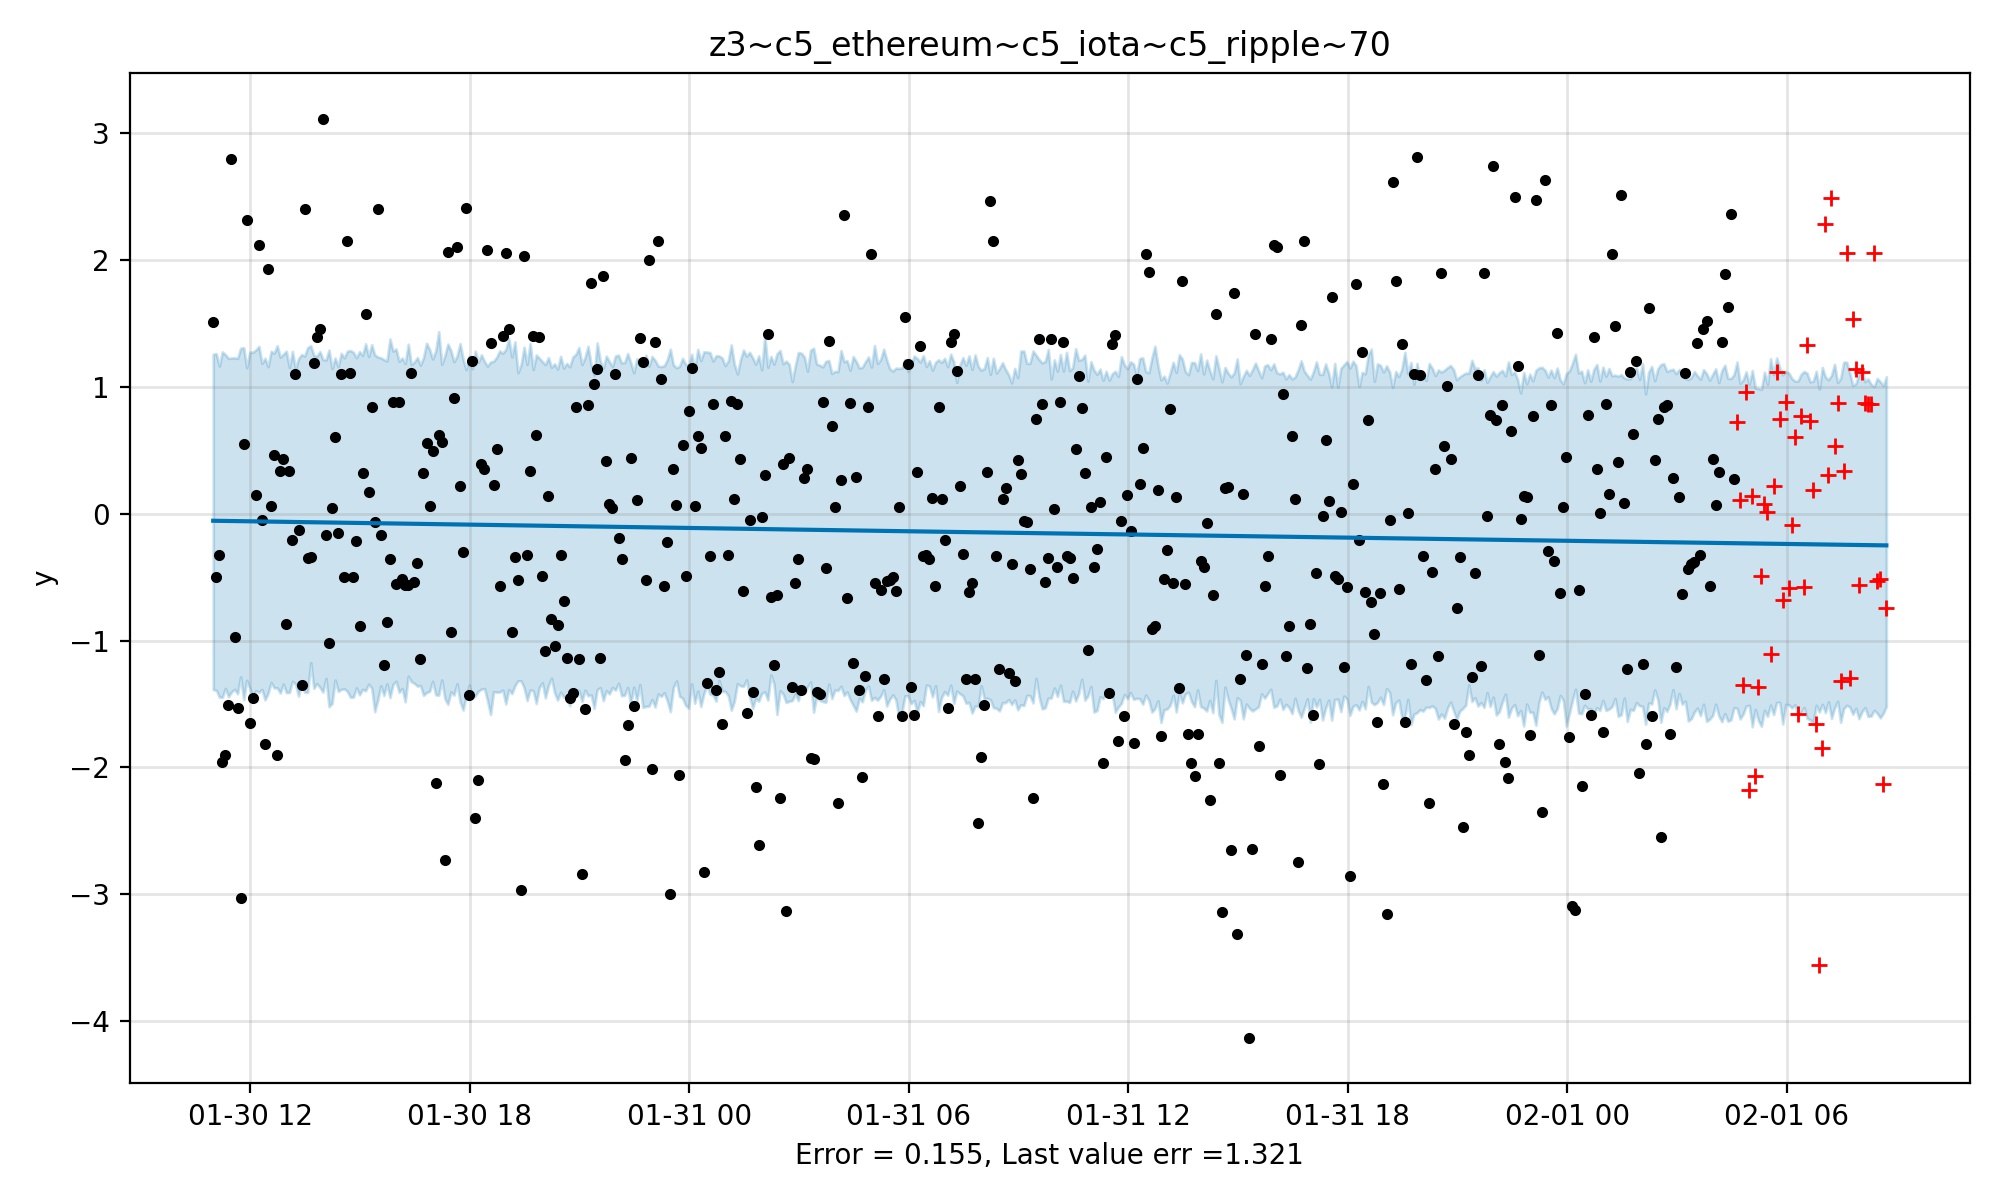 z3~c5_ethereum~c5_iota~c5_ripple~70
y
3
2
1
0
−1
−2
−3
−4
01-30 12 01-30 18 01-31 00 01-31 06 01-31 12 01-31 18 02-01 00 02-01 06
Error = 0.155, Last value err =1.321